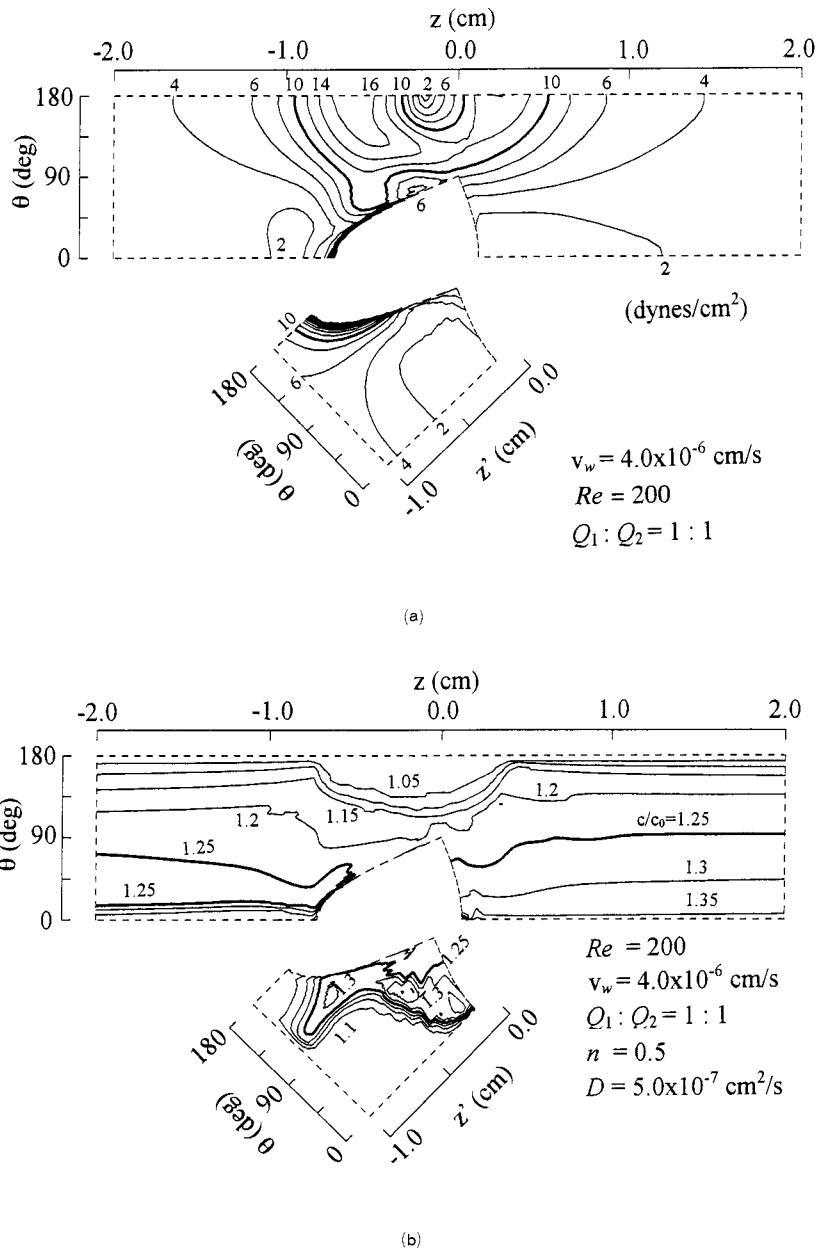 z (cm)
-2.0 -1.0 0.0 1.0 2.0
4 6 10 14 16 10 2 6 10 6 4
180
90
0
θ (deg)
6
2
2
(dynes/cm²)
10
6
4
2
180
90
0
θ (deg)
0.0
-1.0
z' (cm)
v_w = 4.0x10⁻⁶ cm/s
Re = 200
Q₁ : Q₂ = 1 : 1
(a)
z (cm)
-2.0 -1.0 0.0 1.0 2.0
180
90
0
θ (deg)
1.05
1.2 1.15 1.2
c/c₀=1.25
1.25
1.3
1.25
1.35
1.25
1.3
1.3
1.1
180
90
0
θ (deg)
0.0
-1.0
z' (cm)
Re = 200
v_w = 4.0x10⁻⁶ cm/s
Q₁ : Q₂ = 1 : 1
n = 0.5
D = 5.0x10⁻⁷ cm²/s
(b)